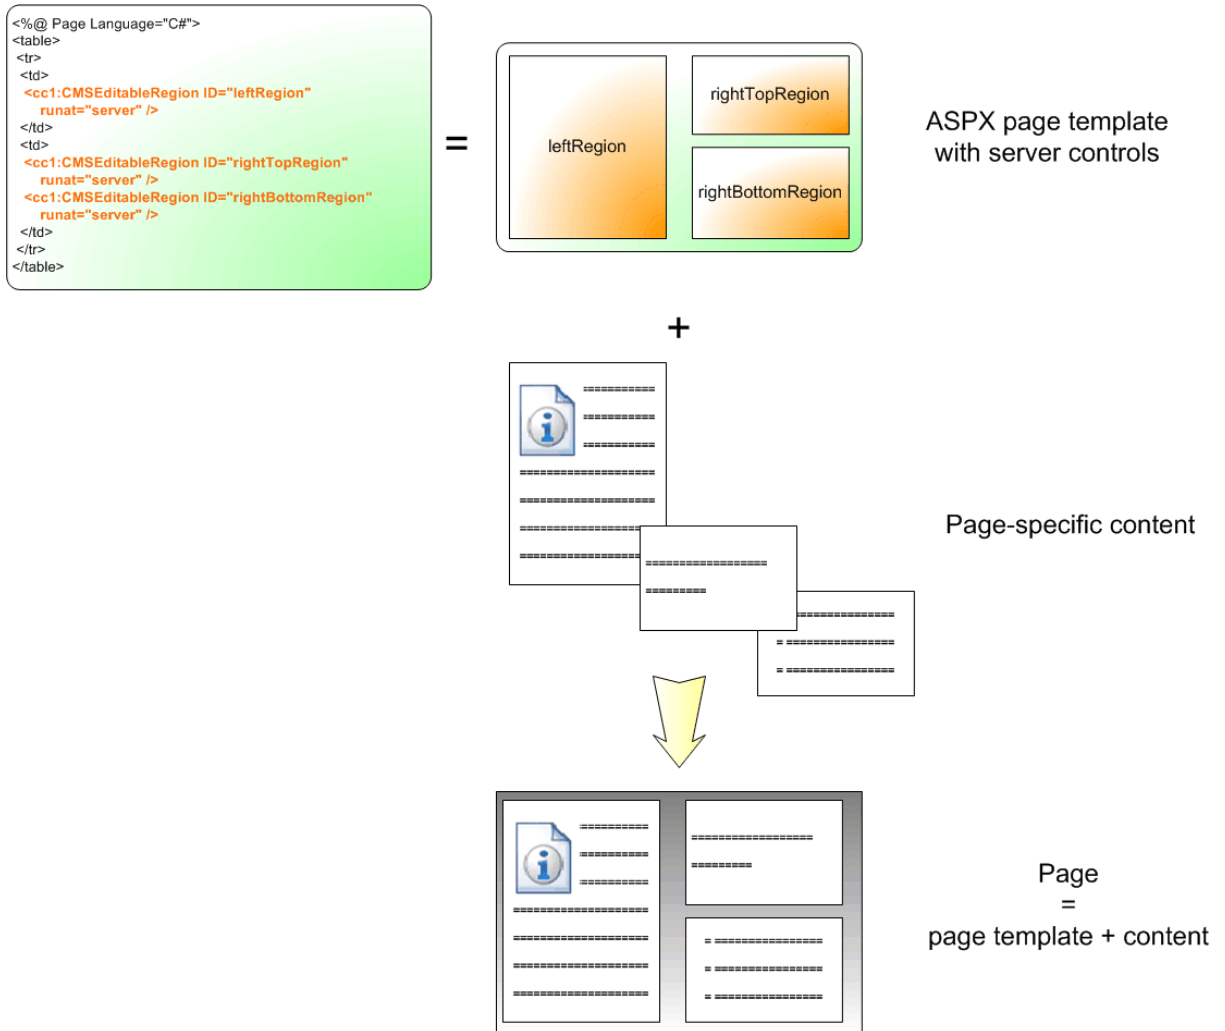 <%@ Page Language="C#">
<table>
<tr>
<td>
<cc1:CMSEditableRegion ID="leftRegion"
runat="server" />
</td>
<td>
<cc1:CMSEditableRegion ID="rightTopRegion"
runat="server" />
<cc1:CMSEditableRegion ID="rightBottomRegion"
runat="server" />
</td>
</tr>
</table>
=
leftRegion
rightTopRegion
rightBottomRegion
ASPX page template
with server controls
+
Page-specific content
Page
=
page template + content